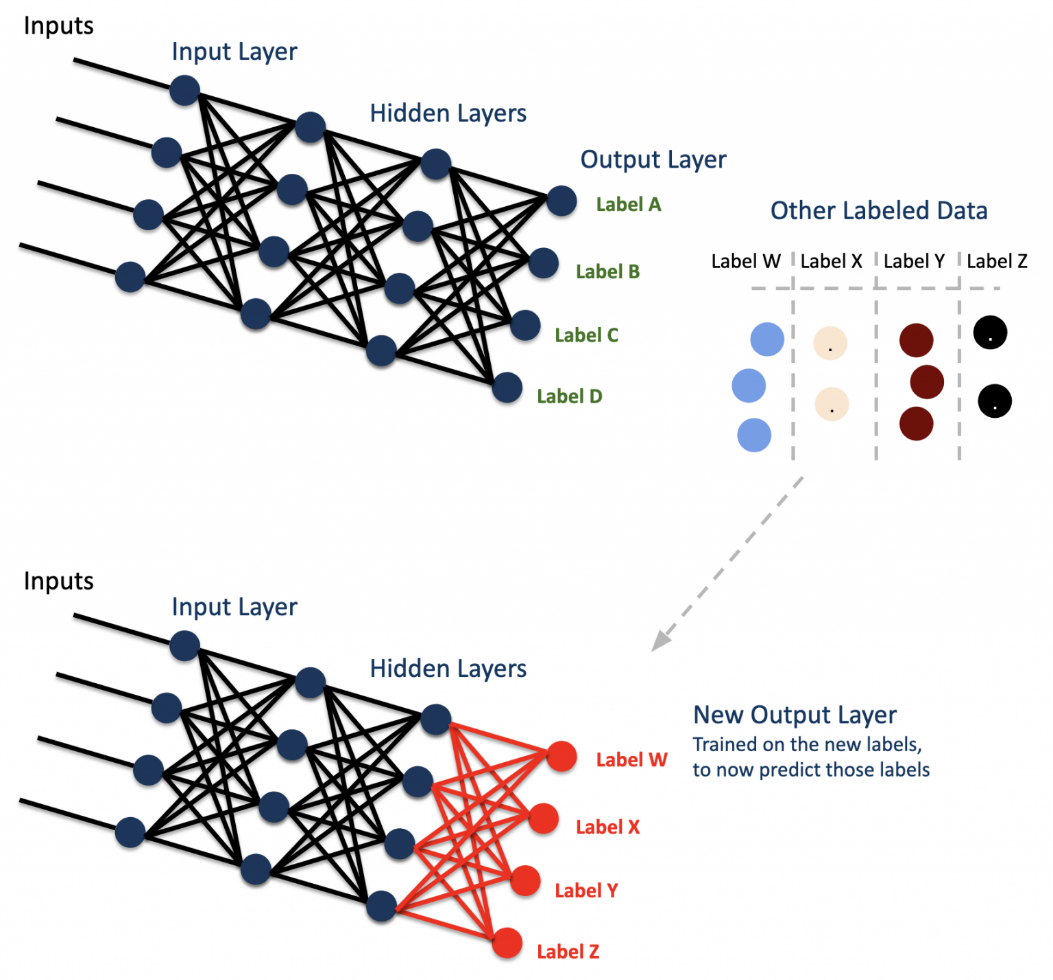 Inputs
Input Layer
Hidden Layers
Output Layer
Label A
Label B
Label C
Label D
Other Labeled Data
Label W
Label X
Label Y
Label Z
Inputs
Input Layer
Hidden Layers
New Output Layer
Trained on the new labels,
to now predict those labels
Label W
Label X
Label Y
Label Z